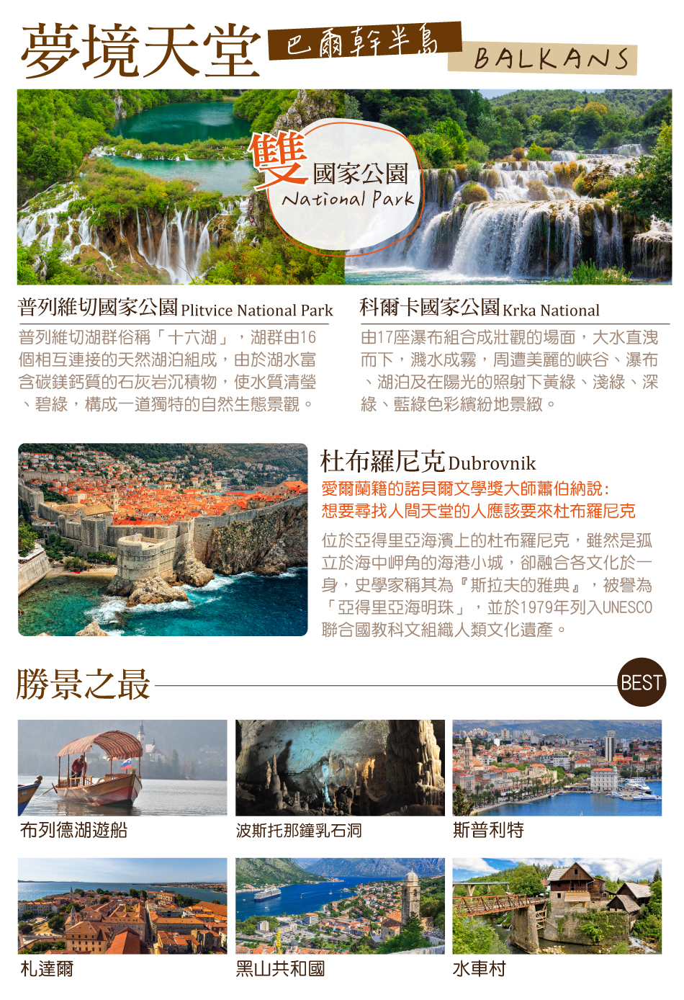 夢境天堂 巴爾幹半島 BALKANS
雙國家公園
National Park
普列維切國家公園 Plitvice National Park
普列維切湖群俗稱「十六湖」，湖群由16
個相互連接的天然湖泊組成，由於湖水富
含碳鎂鈣質的石灰岩沉積物，使水質清瑩
、碧綠，構成一道獨特的自然生態景觀。
科爾卡國家公園 Krka National
由17座瀑布組合成壯觀的場面，大水直洩
而下，濺水成霧，周遭美麗的峽谷、瀑布
、湖泊及在陽光的照射下黃綠、淺綠、深
綠、藍綠色彩繽紛地景緻。
杜布羅尼克 Dubrovnik
愛爾蘭籍的諾貝爾文學獎大師蕭伯納說:
想要尋找人間天堂的人應該要來杜布羅尼克
位於亞得里亞海濱上的杜布羅尼克，雖然是孤
立於海中岬角的海港小城，卻融合各文化於一
身，史學家稱其為『斯拉夫的雅典』，被譽為
「亞得里亞海明珠」，並於1979年列入UNESCO
聯合國教科文組織人類文化遺產。
勝景之最 BEST
布列德湖遊船
波斯托那鐘乳石洞
斯普利特
札達爾
黑山共和國
水車村